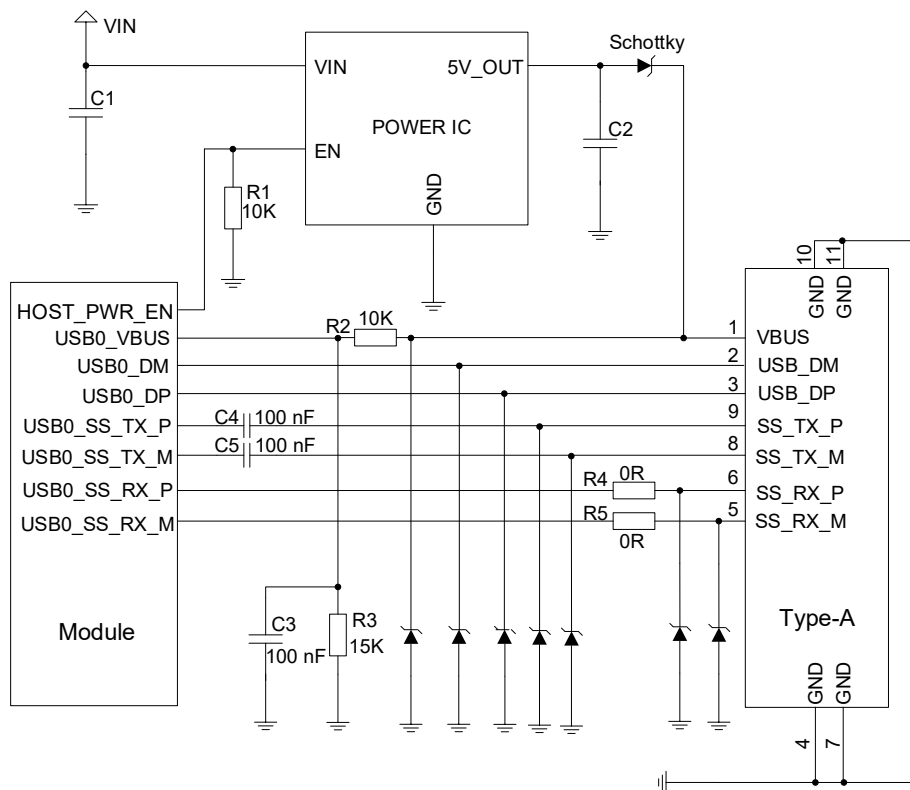 VIN
C1
VIN
5V_OUT
POWER IC
EN
GND
Schottky
C2
R1
10K
10
11
GND
GND
HOST_PWR_EN
USB0_VBUS
USB0_DM
USB0_DP
USB0_SS_TX_P
USB0_SS_TX_M
USB0_SS_RX_P
USB0_SS_RX_M
Module
R2
10K
C4
100 nF
C5
100 nF
R4
0R
R5
0R
C3
100 nF
R3
15K
1
2
3
9
8
6
5
VBUS
USB_DM
USB_DP
SS_TX_P
SS_TX_M
SS_RX_P
SS_RX_M
Type-A
GND
GND
4
7